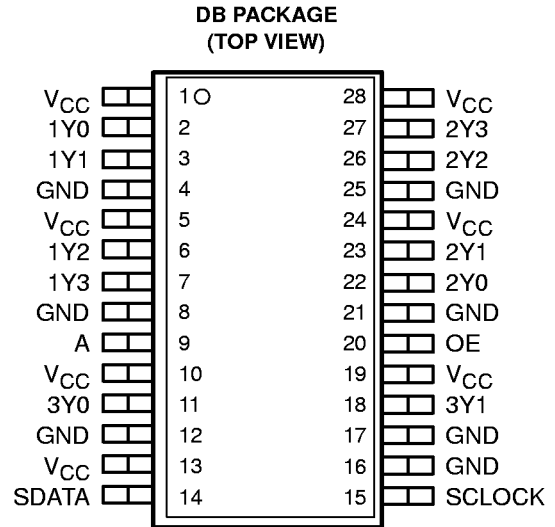 DB PACKAGE
(TOP VIEW)
VCC 1 28 VCC
1Y0 2 27 2Y3
1Y1 3 26 2Y2
GND 4 25 GND
VCC 5 24 VCC
1Y2 6 23 2Y1
1Y3 7 22 2Y0
GND 8 21 GND
A 9 20 OE
VCC 10 19 VCC
3Y0 11 18 3Y1
GND 12 17 GND
VCC 13 16 GND
SDATA 14 15 SCLOCK